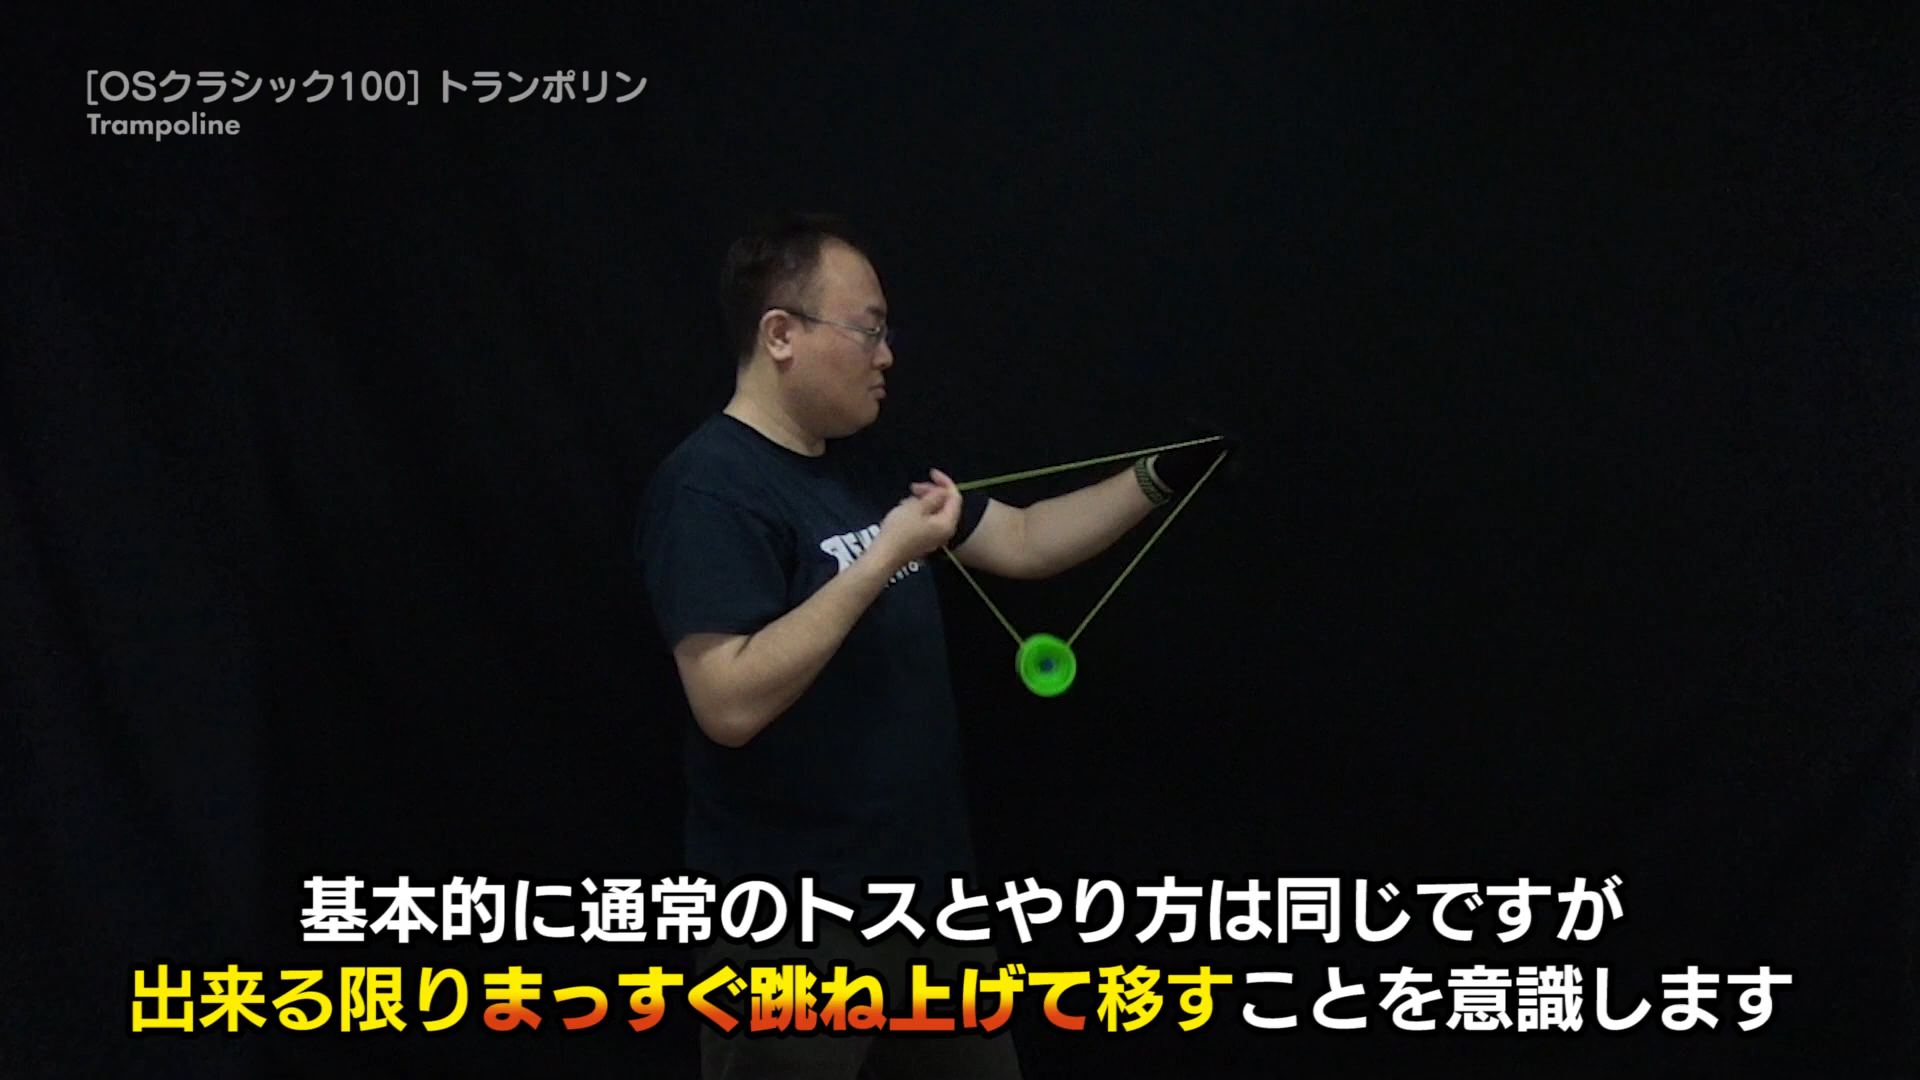 [OSクラシック100] トランポリン
Trampoline
基本的に通常のトスとやり方は同じですが
出来る限りまっすぐ跳ね上げて移すことを意識します